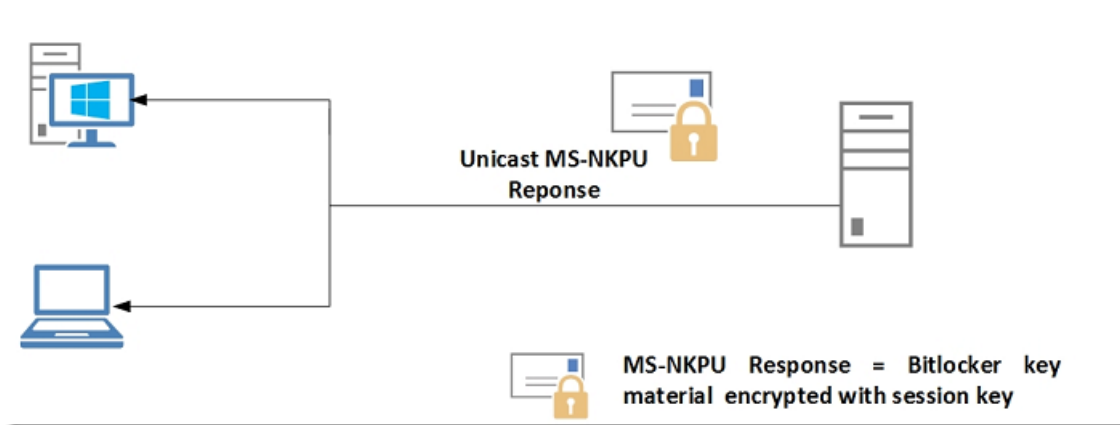 Unicast MS-NKPU
Reponse
MS-NKPU Response = Bitlocker key
material encrypted with session key